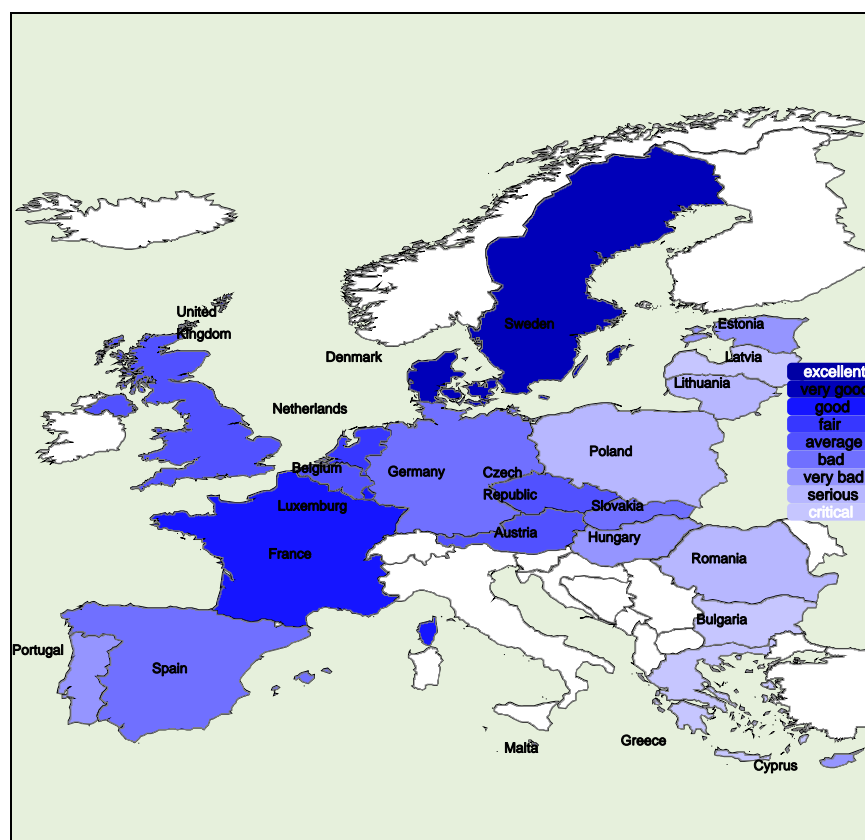 United
Kingdom
Sweden
Estonia
Denmark
Latvia
Lithuania
excellent
very good
good
fair
average
bad
very bad
serious
critical
Netherlands
Belgium
Germany
Czech
Republic
Poland
Luxemburg
Slovakia
France
Austria
Hungary
Romania
Bulgaria
Portugal
Spain
Malta
Greece
Cyprus